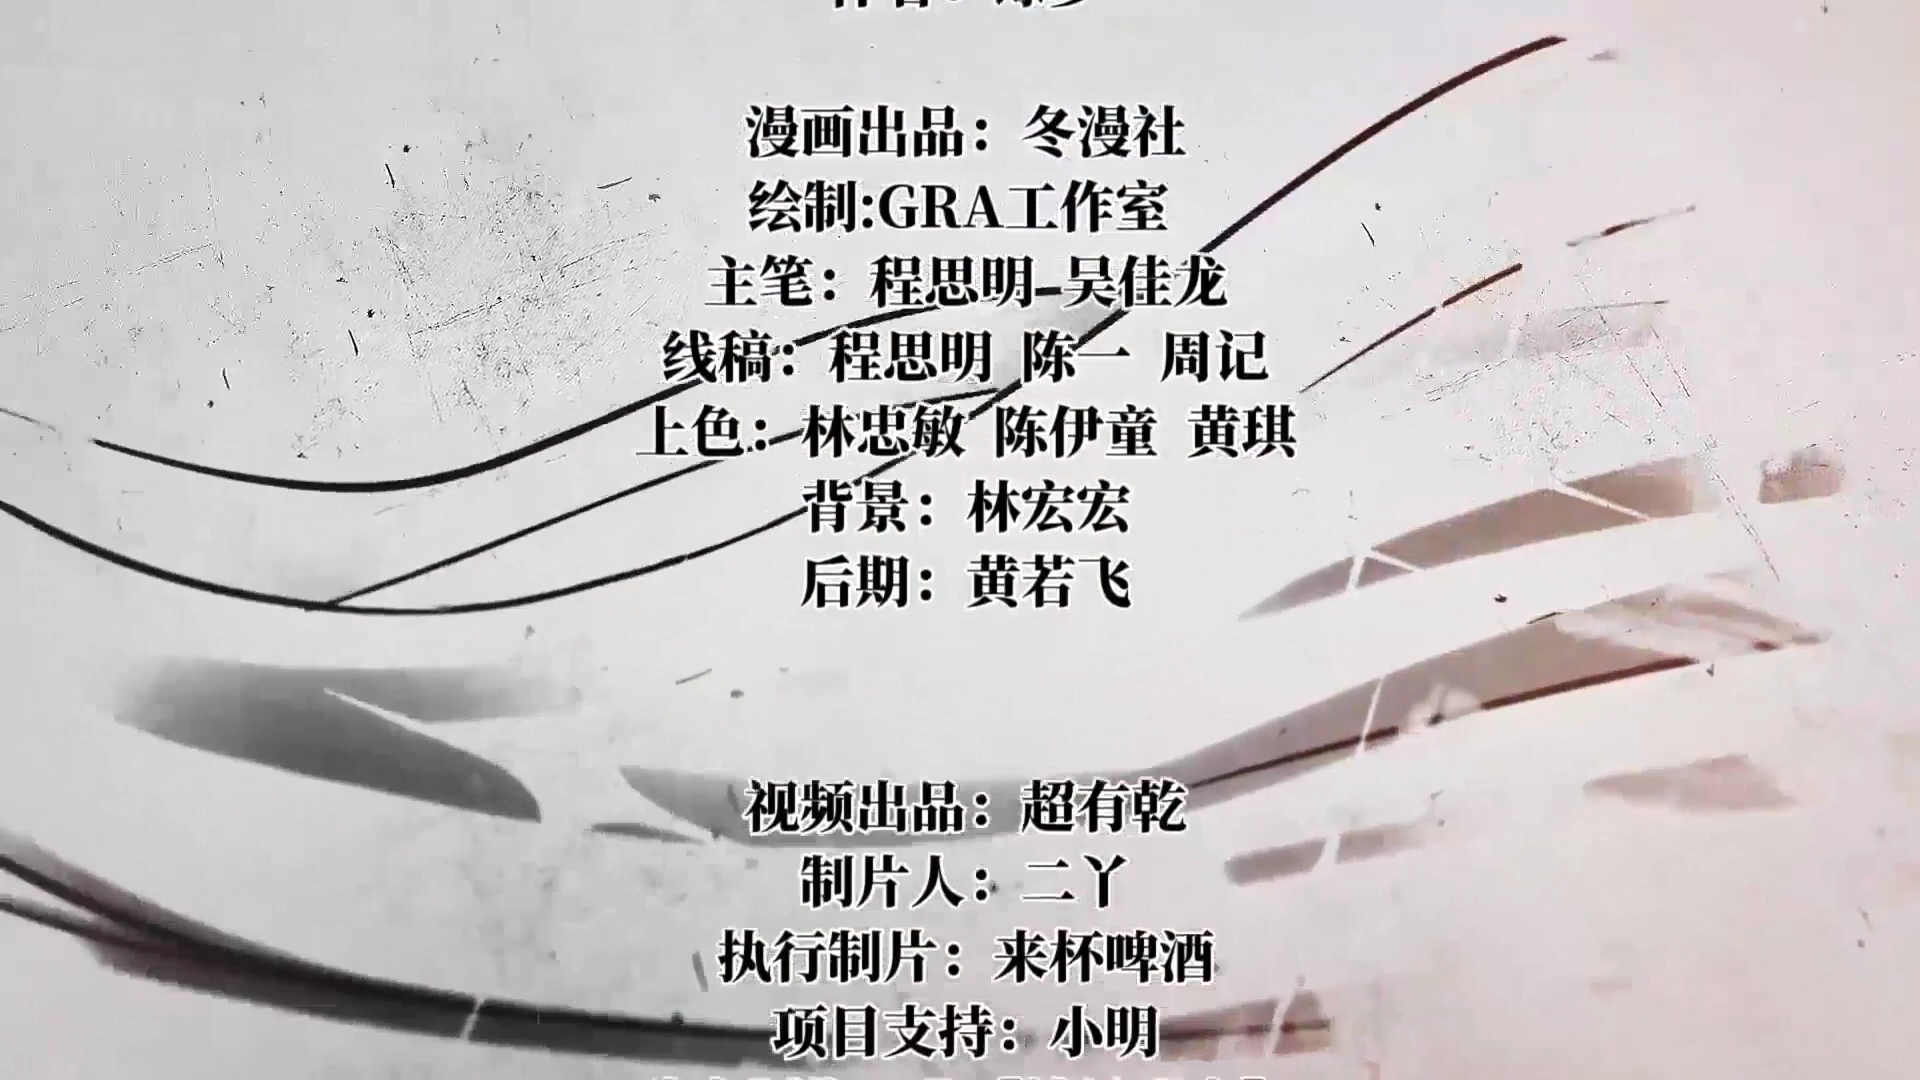 漫画出品：冬漫社
绘制:GRA工作室
主笔：程思明 吴佳龙
线稿：程思明 陈一 周记
上色：林忠敏 陈伊童 黄琪
背景：林宏宏
后期：黄若飞
视频出品：超有乾
制片人：二丫
执行制片：来杯啤酒
项目支持：小明